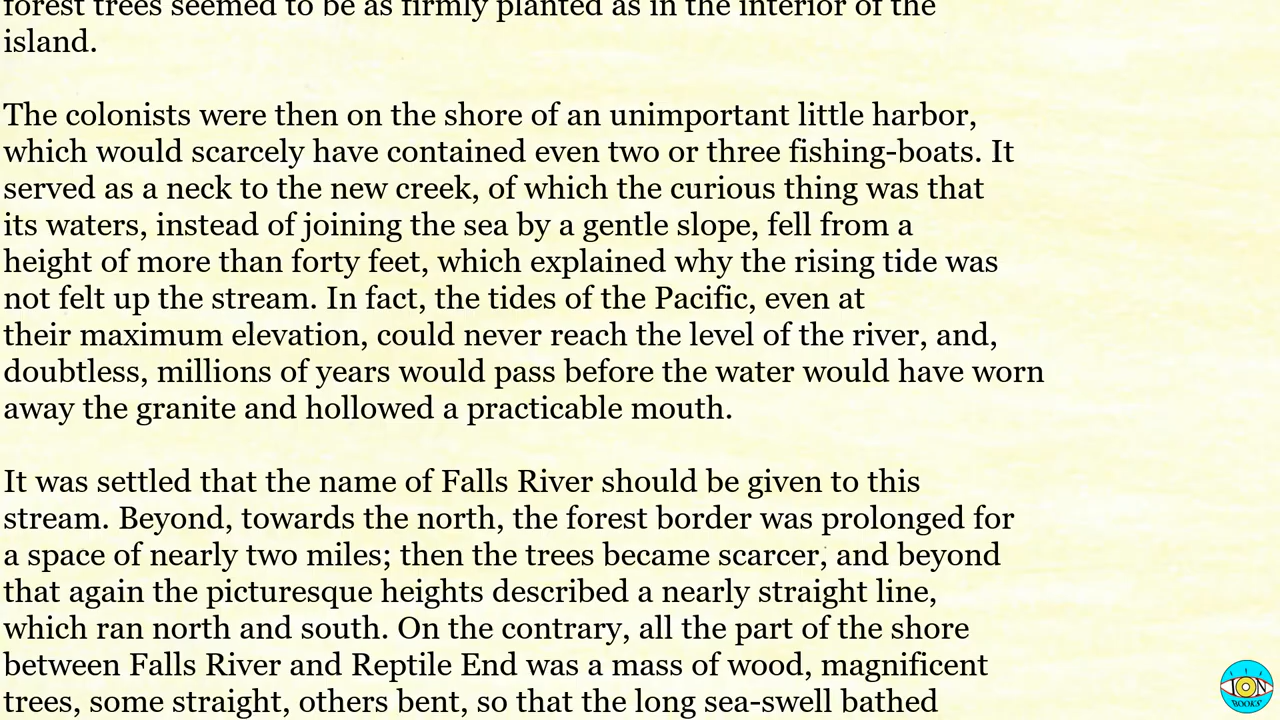 forest trees seemed to be as firmly planted as in the interior of the
island.
The colonists were then on the shore of an unimportant little harbor,
which would scarcely have contained even two or three fishing-boats. It
served as a neck to the new creek, of which the curious thing was that
its waters, instead of joining the sea by a gentle slope, fell from a
height of more than forty feet, which explained why the rising tide was
not felt up the stream. In fact, the tides of the Pacific, even at
their maximum elevation, could never reach the level of the river, and,
doubtless, millions of years would pass before the water would have worn
away the granite and hollowed a practicable mouth.
It was settled that the name of Falls River should be given to this
stream. Beyond, towards the north, the forest border was prolonged for
a space of nearly two miles; then the trees became scarcer, and beyond
that again the picturesque heights described a nearly straight line,
which ran north and south. On the contrary, all the part of the shore
between Falls River and Reptile End was a mass of wood, magnificent
trees, some straight, others bent, so that the long sea-swell bathed
ION
BOOKS